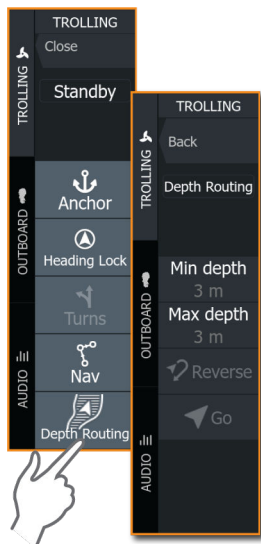 TROLLING
Close
Standby
Anchor
Heading Lock
Turns
Nav
Depth Routing
TROLLING
OUTBOARD
AUDIO
TROLLING
Back
Depth Routing
Min depth
3 m
Max depth
3 m
Reverse
Go
TROLLING
OUTBOARD
AUDIO